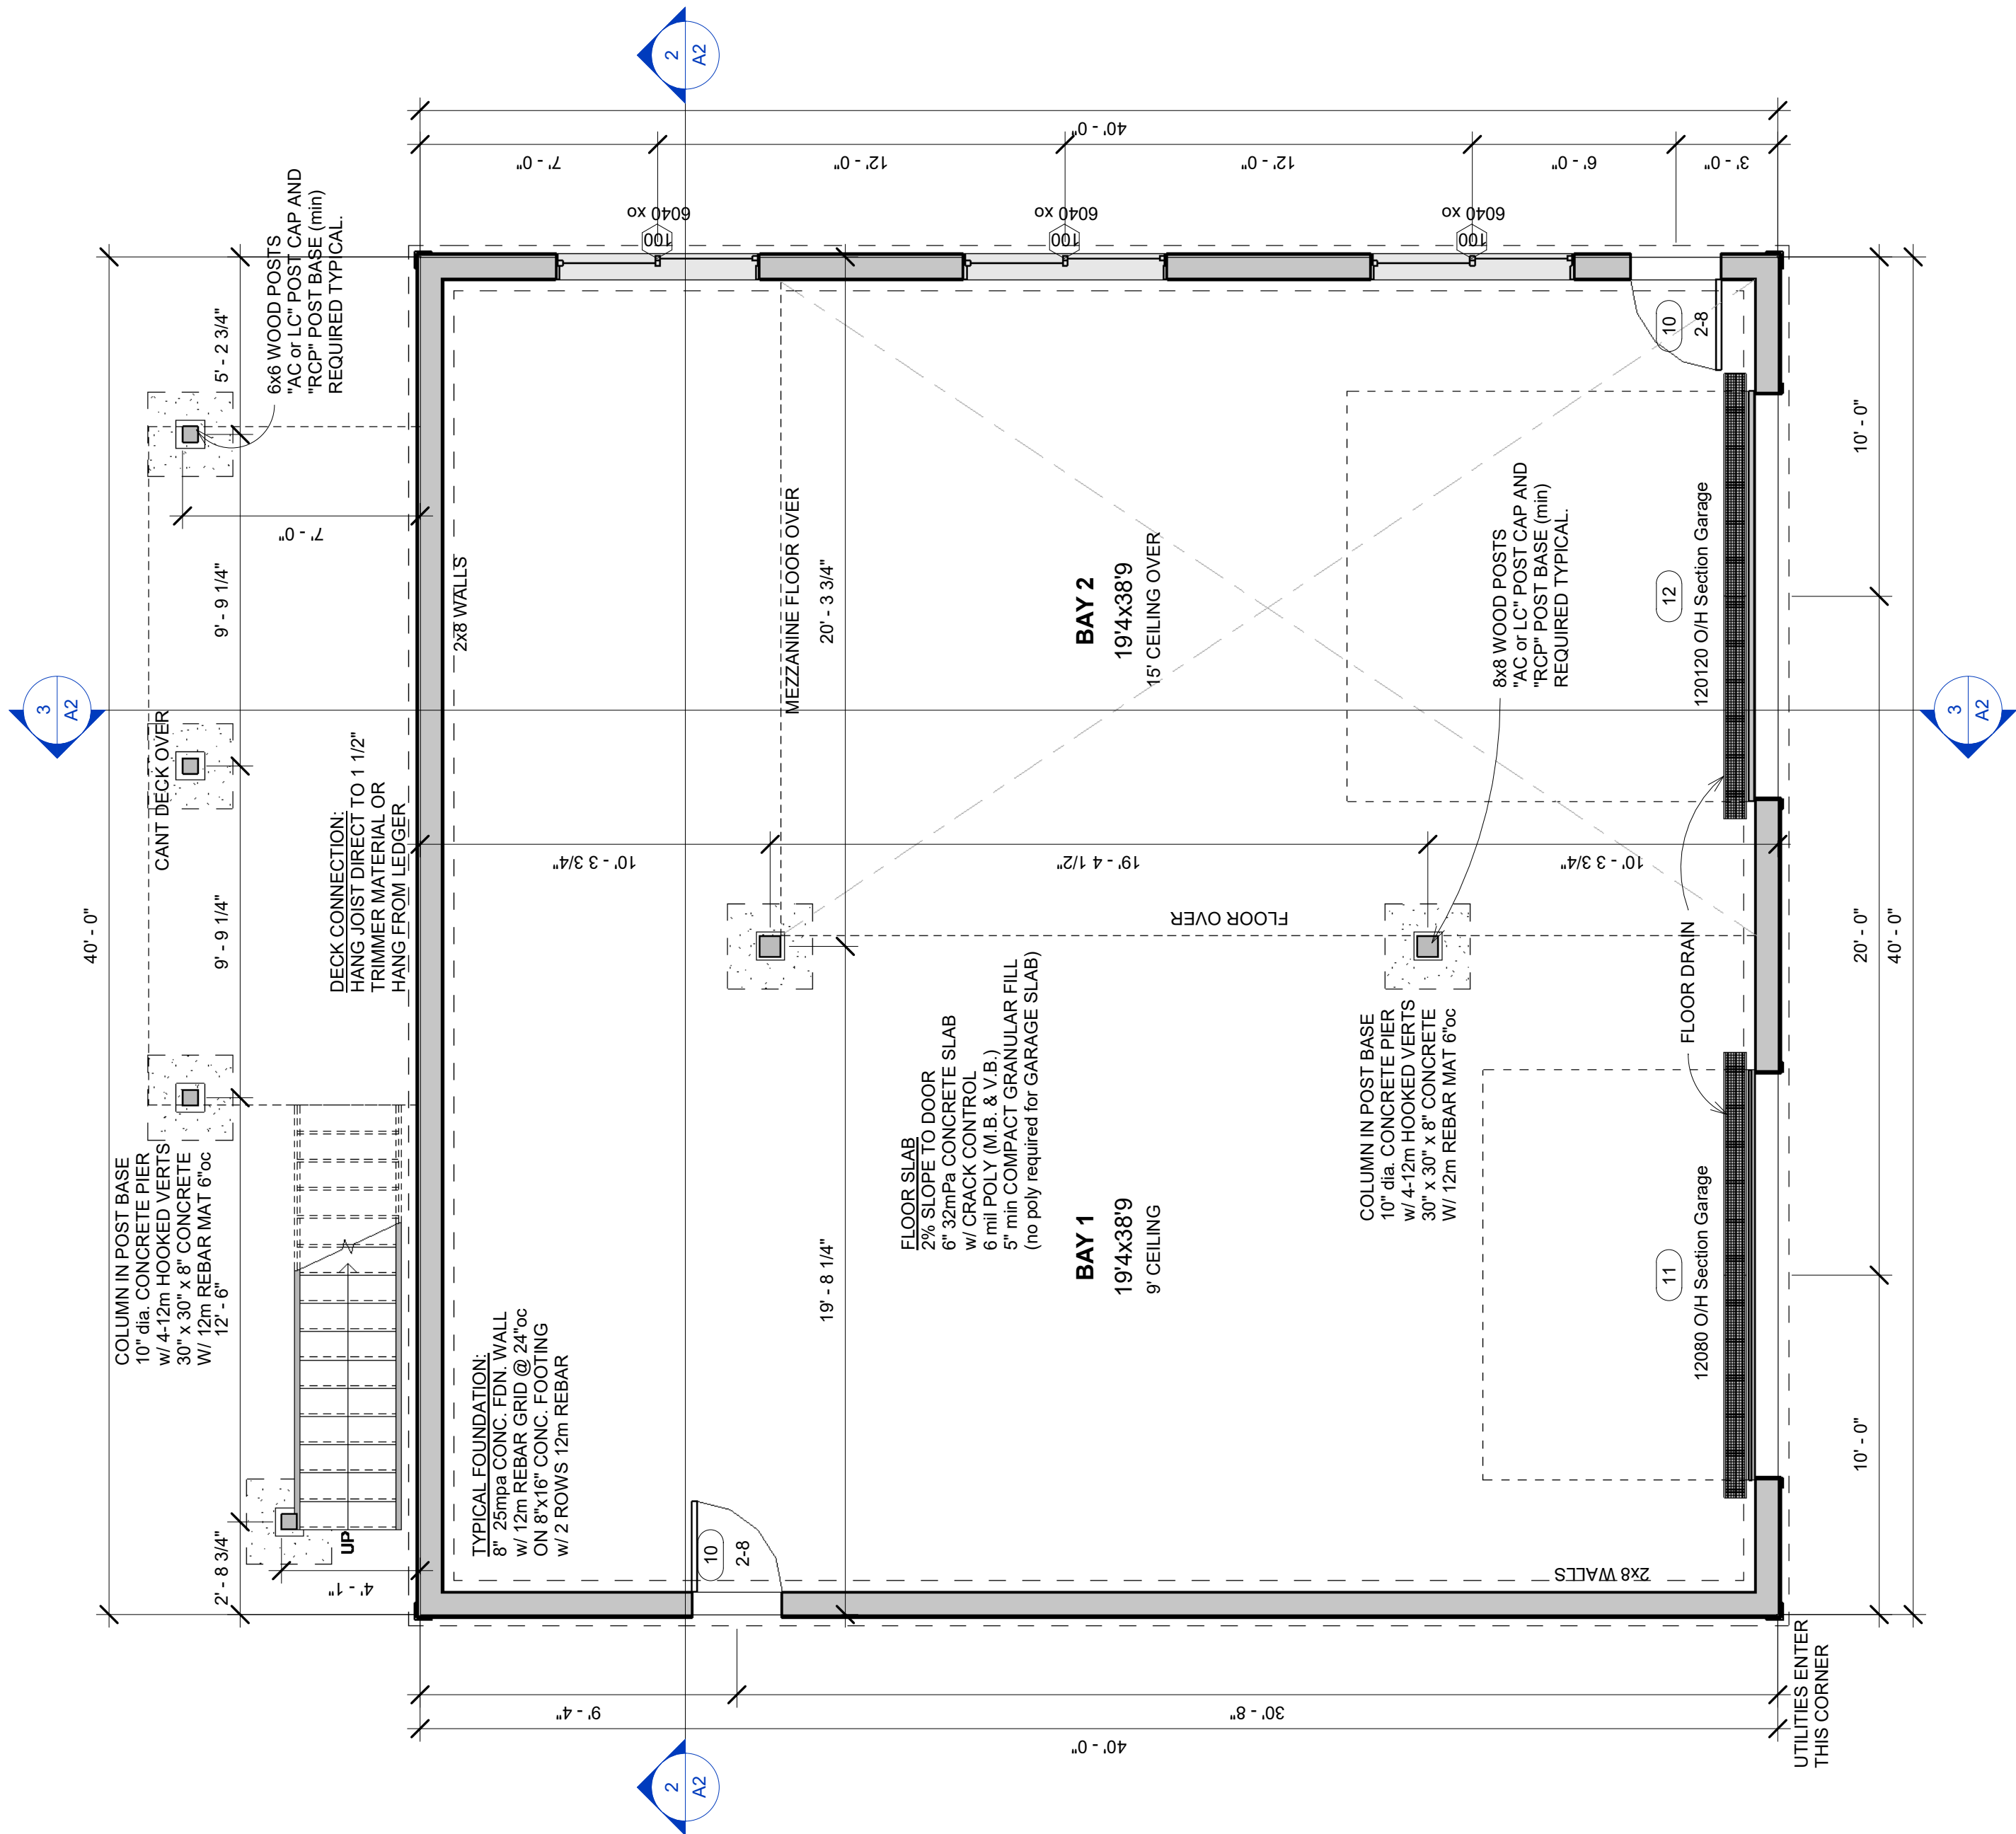 2
A2
3
A2
3
A2
2
A2
40' - 0"
5' - 2 3/4"
9' - 9 1/4"
9' - 9 1/4"
12' - 6"
2' - 8 3/4"
7' - 0"
4' - 1"
6x6 WOOD POSTS
"AC or LC" POST CAP AND
"RCP" POST BASE (min)
REQUIRED TYPICAL.
CANT DECK OVER
DECK CONNECTION:
HANG JOIST DIRECT TO 1 1/2"
TRIMMER MATERIAL OR
HANG FROM LEDGER
COLUMN IN POST BASE
10" dia. CONCRETE PIER
w/ 4-12m HOOKED VERTS
30" x 30" x 8" CONCRETE
W/ 12m REBAR MAT 6"oc
UP
40' - 0"
7' - 0"
12' - 0"
12' - 0"
6' - 0"
3' - 0"
6040 xo
100
6040 xo
100
6040 xo
100
2x8 WALLS
TYPICAL FOUNDATION:
8" 25mpa CONC. FDN. WALL
w/ 12m REBAR GRID @ 24"oc
ON 8"x16" CONC. FOOTING
w/ 2 ROWS 12m REBAR
MEZZANINE FLOOR OVER
20' - 3 3/4"
19' - 8 1/4"
10' - 3 3/4"
19' - 4 1/2"
10' - 3 3/4"
FLOOR OVER
FLOOR SLAB
2% SLOPE TO DOOR
6" 32mPa CONCRETE SLAB
w/ CRACK CONTROL
6 mil POLY (M.B. & V.B.)
5" min COMPACT GRANULAR FILL
(no poly required for GARAGE SLAB)
BAY 2
19'4x38'9
15' CEILING OVER
BAY 1
19'4x38'9
9' CEILING
10
2-8
10
2-8
8x8 WOOD POSTS
"AC or LC" POST CAP AND
"RCP" POST BASE (min)
REQUIRED TYPICAL.
COLUMN IN POST BASE
10" dia. CONCRETE PIER
w/ 4-12m HOOKED VERTS
30" x 30" x 8" CONCRETE
W/ 12m REBAR MAT 6"oc
12
120120 O/H Section Garage
FLOOR DRAIN
11
12080 O/H Section Garage
2x8 WALLS
10' - 0"
20' - 0"
10' - 0"
40' - 0"
9' - 4"
30' - 8"
40' - 0"
UTILITIES ENTER
THIS CORNER